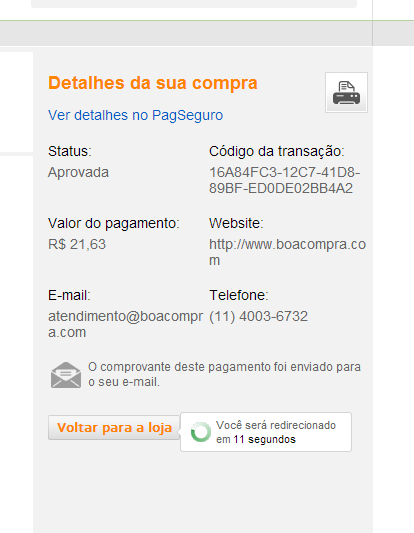 Detalhes da sua compra
Ver detalhes no PagSeguro
Status:
Aprovada
Código da transação:
16A84FC3-12C7-41D8-
89BF-ED0DE02BB4A2
Valor do pagamento:
R$ 21,63
Website:
http://www.boacompra.co
m
E-mail:
atendimento@boacompr
a.com
Telefone:
(11) 4003-6732
O comprovante deste pagamento foi enviado para
o seu e-mail.
Voltar para a loja
Você será redirecionado
em 11 segundos